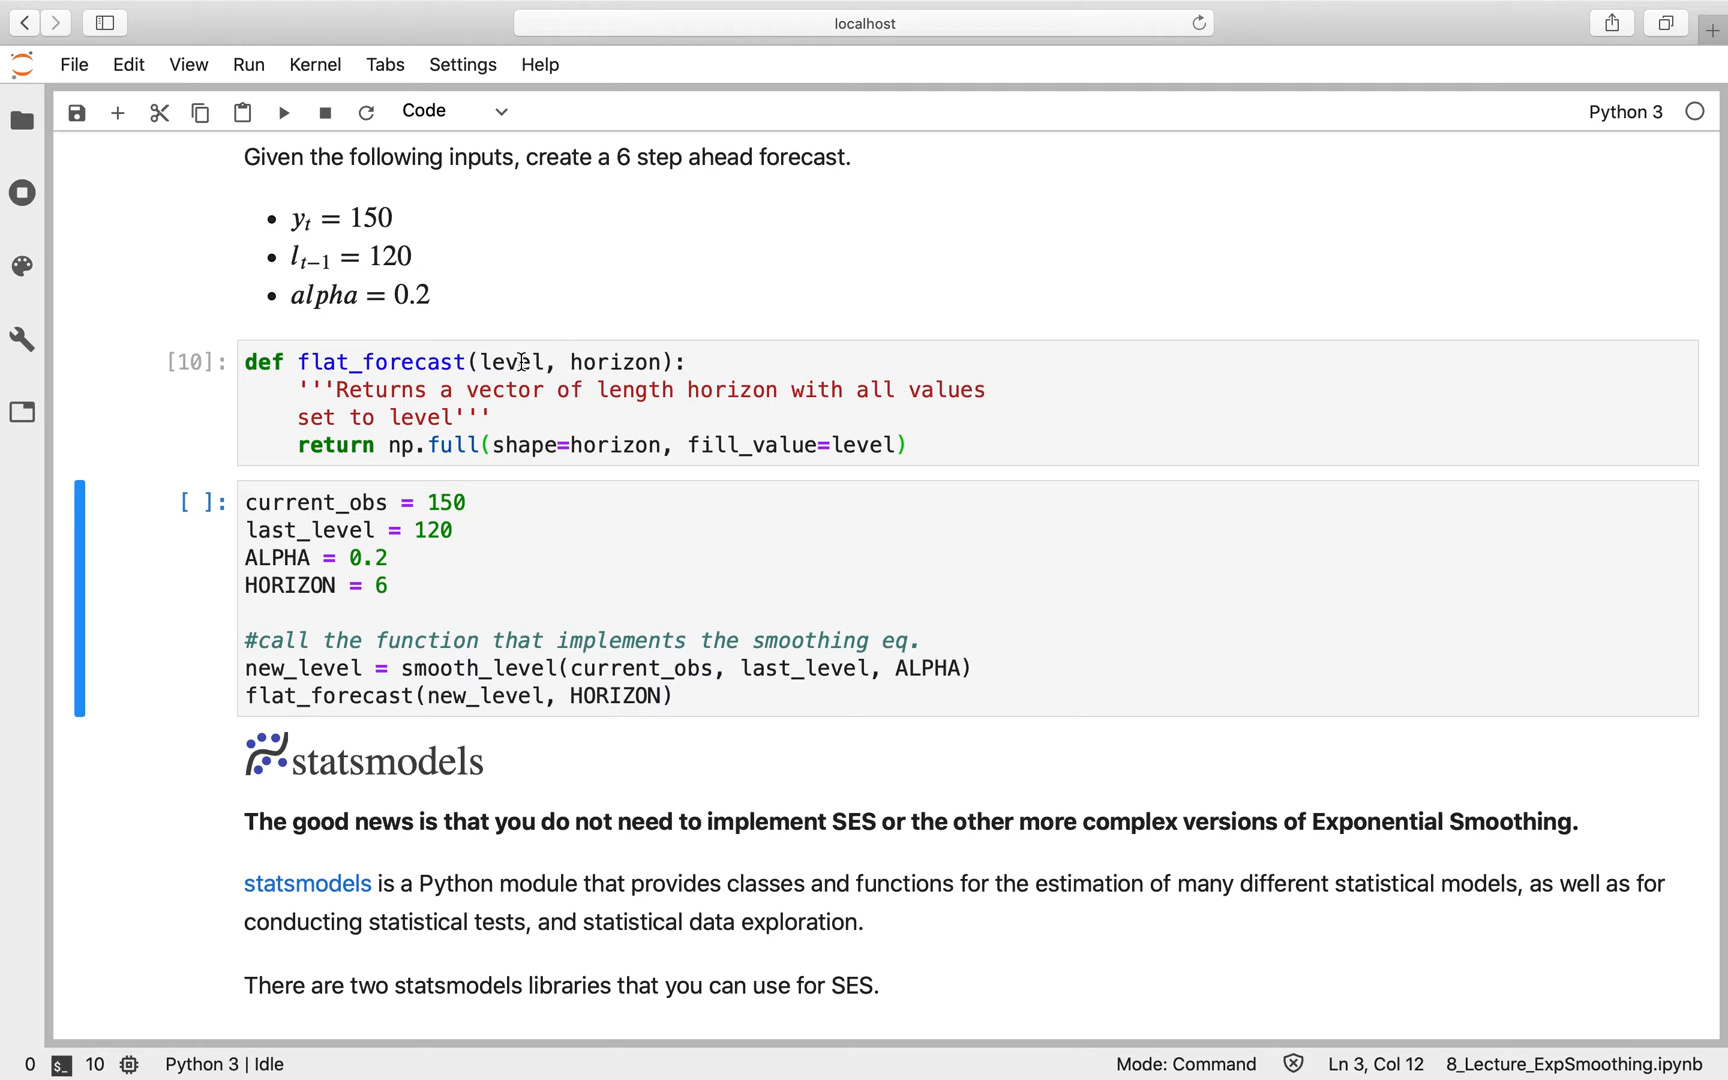 localhost
File Edit View Run Kernel Tabs Settings Help
Code Python 3
Given the following inputs, create a 6 step ahead forecast.
• yₜ = 150
• lₜ₋₁ = 120
• alpha = 0.2
[10]: def flat_forecast(level, horizon):
'''Returns a vector of length horizon with all values
set to level'''
return np.full(shape=horizon, fill_value=level)
[ ]: current_obs = 150
last_level = 120
ALPHA = 0.2
HORIZON = 6
#call the function that implements the smoothing eq.
new_level = smooth_level(current_obs, last_level, ALPHA)
flat_forecast(new_level, HORIZON)
statsmodels
The good news is that you do not need to implement SES or the other more complex versions of Exponential Smoothing.
statsmodels is a Python module that provides classes and functions for the estimation of many different statistical models, as well as for
conducting statistical tests, and statistical data exploration.
There are two statsmodels libraries that you can use for SES.
0 $_ 10 Python 3 | Idle Mode: Command Ln 3, Col 12 8_Lecture_ExpSmoothing.ipynb